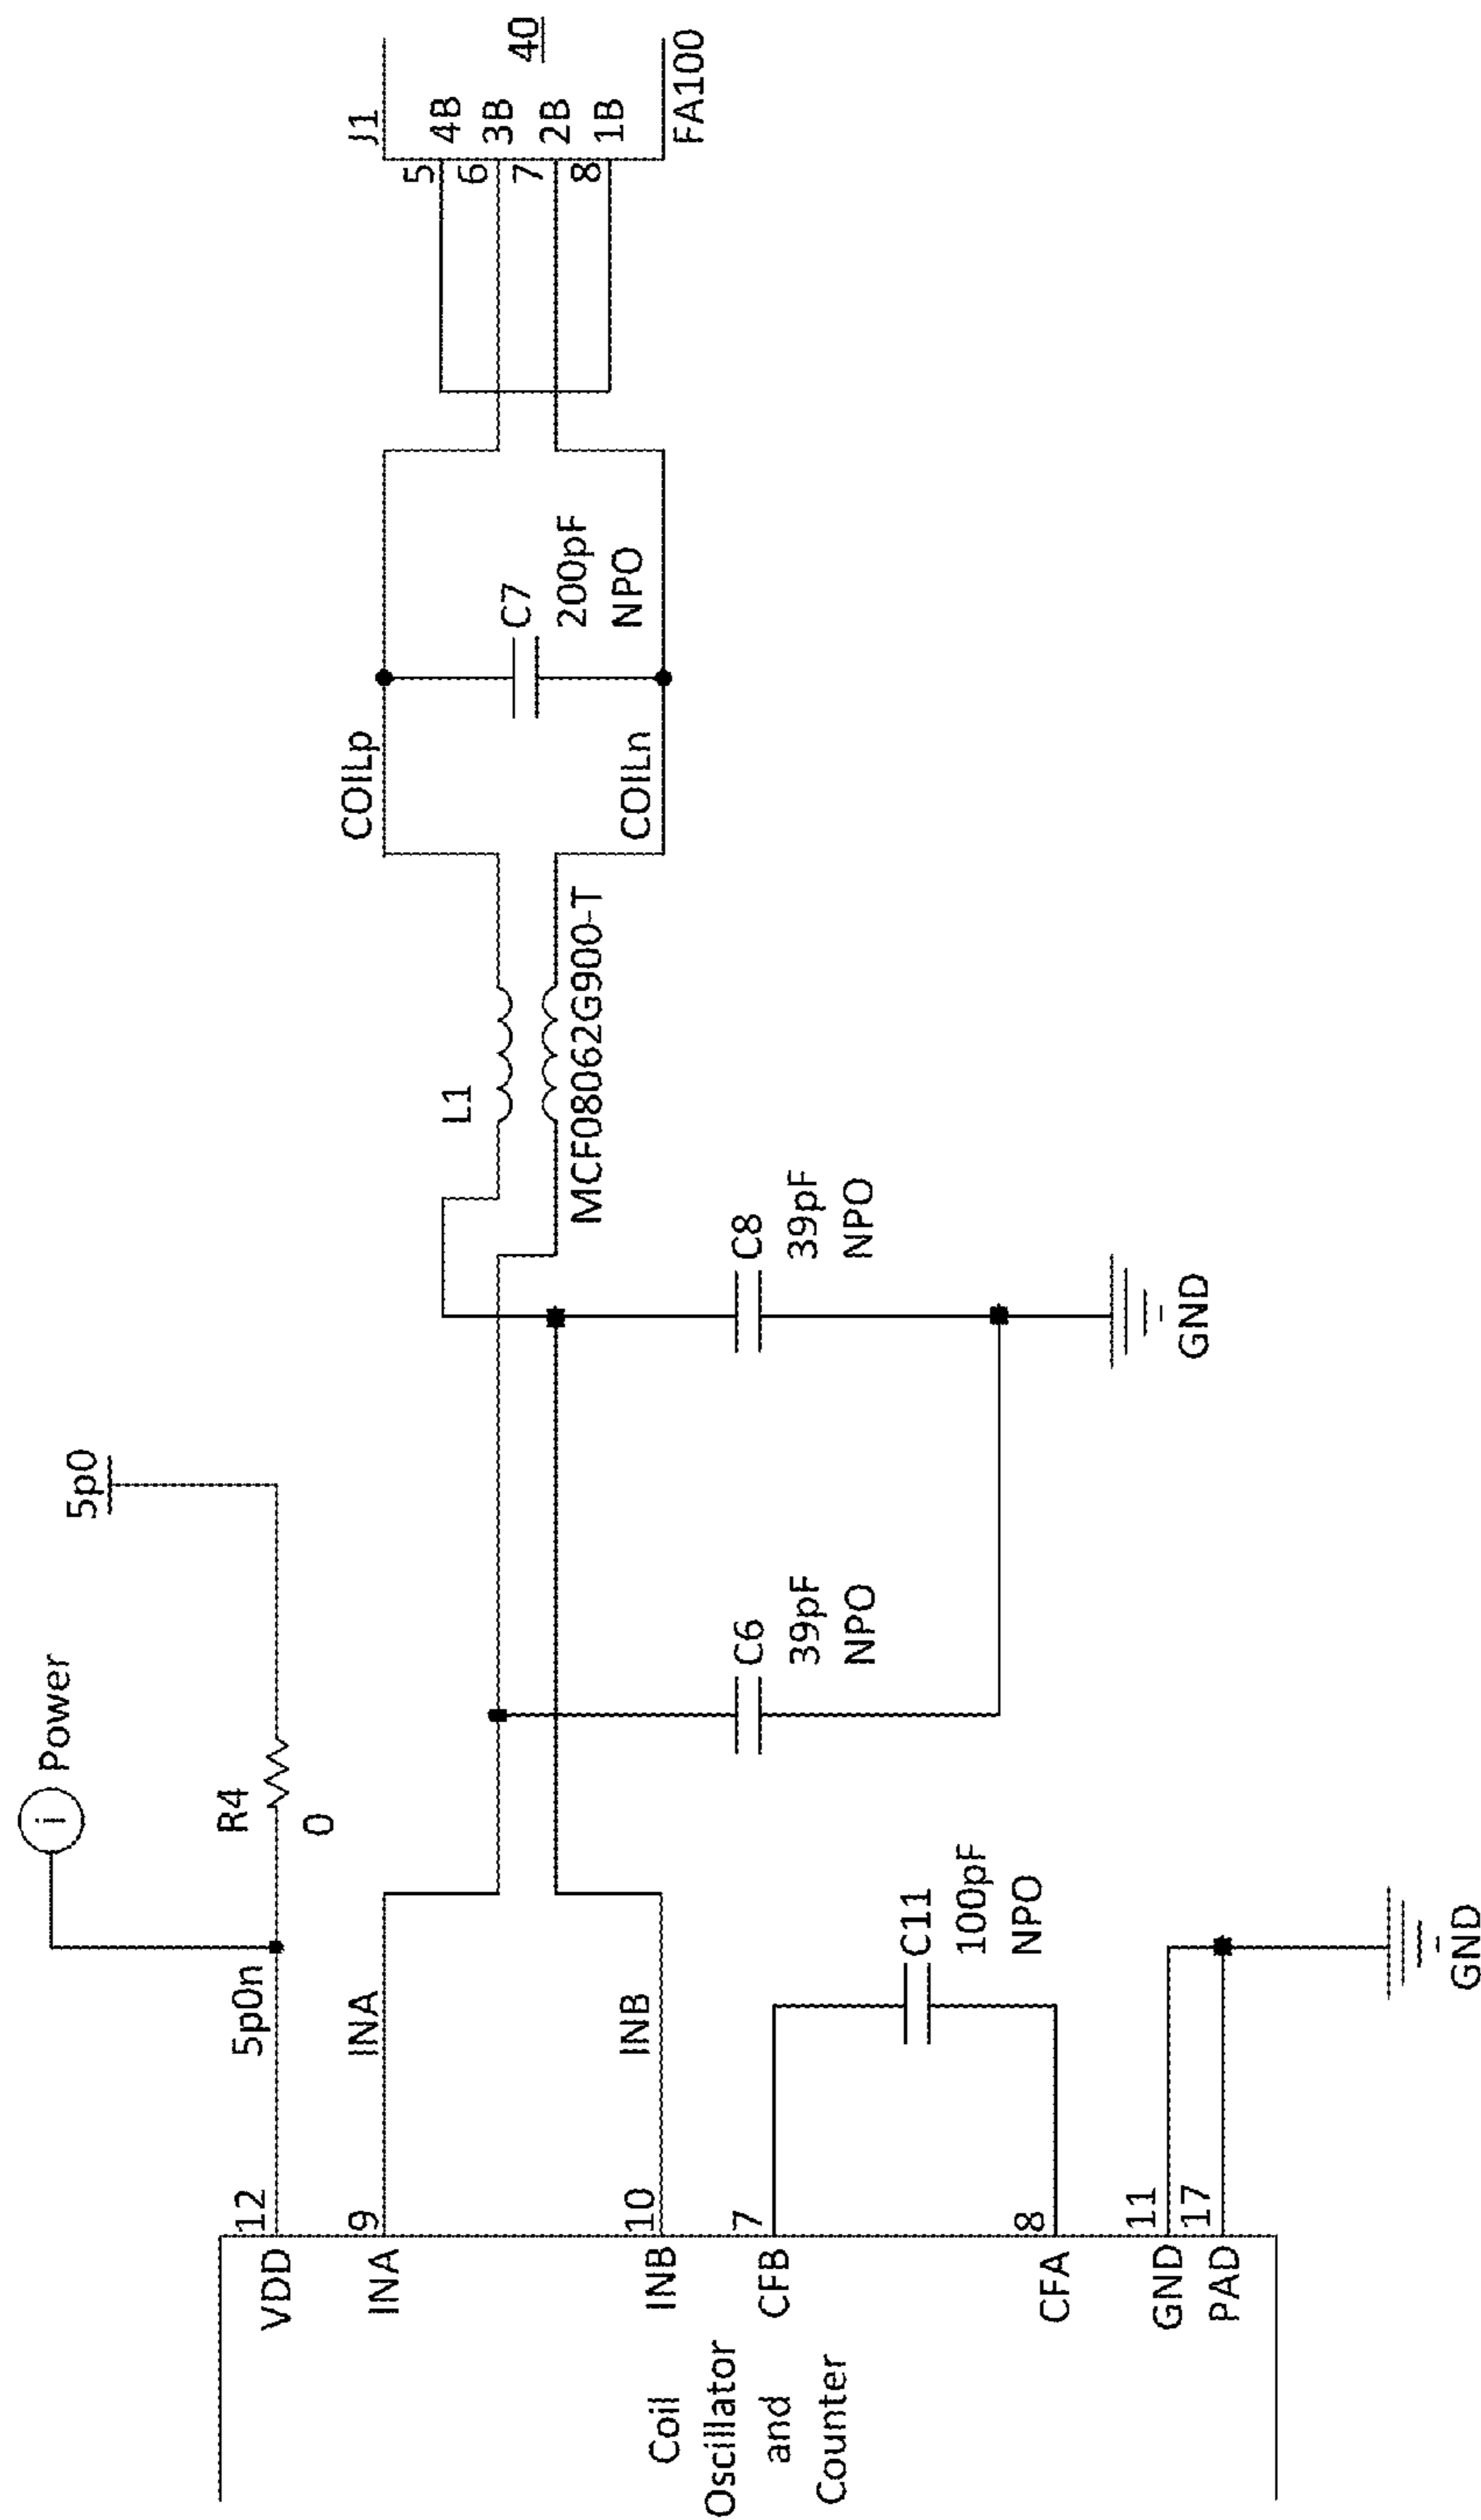 Power
5p0
R4
0
5p0n
12
VDD
INA
9
INA
INB
10
INB
7
CFB
8
CFA
11
GND
17
PAD
Coil
Oscillator
and
Counter
C11
100pF
NPO
GND
C6
39pF
NPO
C8
39pF
NPO
GND
L1
MCF08062G900-T
COILp
COILn
C7
200pF
NPO
J1
5
4B
6
3B
7
2B
8
1B
40
FA100